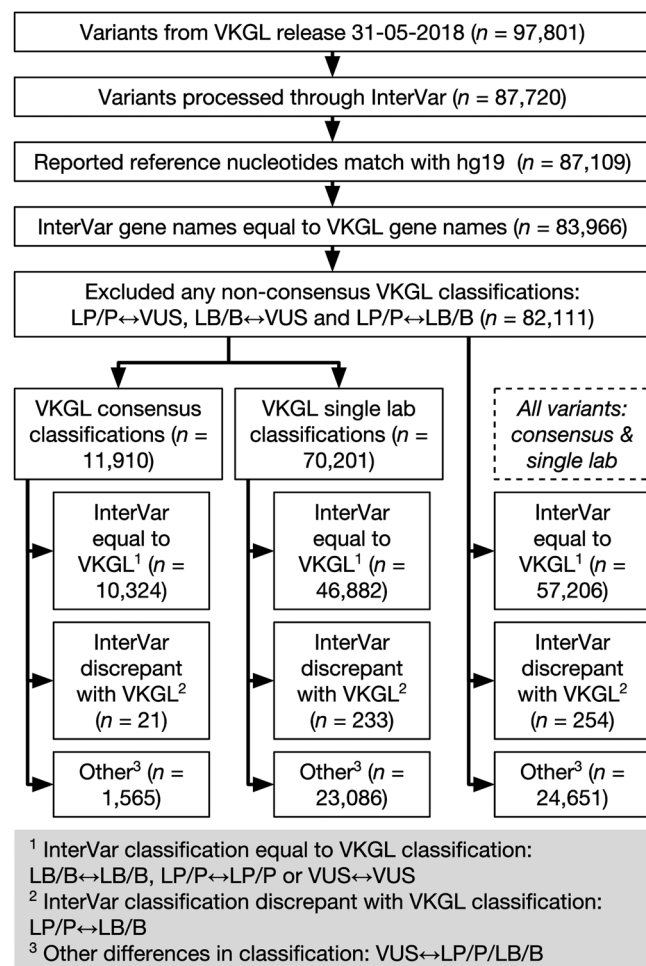 Variants from VKGL release 31-05-2018 (n = 97,801)
Variants processed through InterVar (n = 87,720)
Reported reference nucleotides match with hg19 (n = 87,109)
InterVar gene names equal to VKGL gene names (n = 83,966)
Excluded any non-consensus VKGL classifications:
LP/P↔VUS, LB/B↔VUS and LP/P↔LB/B (n = 82,111)
VKGL consensus
classifications (n =
11,910)
VKGL single lab
classifications (n =
70,201)
All variants:
consensus &
single lab
InterVar
equal to
VKGL¹ (n =
10,324)
InterVar
equal to
VKGL¹ (n =
46,882)
InterVar
equal to
VKGL¹ (n =
57,206)
InterVar
discrepant
with VKGL²
(n = 21)
InterVar
discrepant
with VKGL²
(n = 233)
InterVar
discrepant
with VKGL²
(n = 254)
Other³ (n =
1,565)
Other³ (n =
23,086)
Other³ (n =
24,651)
¹ InterVar classification equal to VKGL classification:
LB/B↔LB/B, LP/P↔LP/P or VUS↔VUS
² InterVar classification discrepant with VKGL classification:
LP/P↔LB/B
³ Other differences in classification: VUS↔LP/P/LB/B